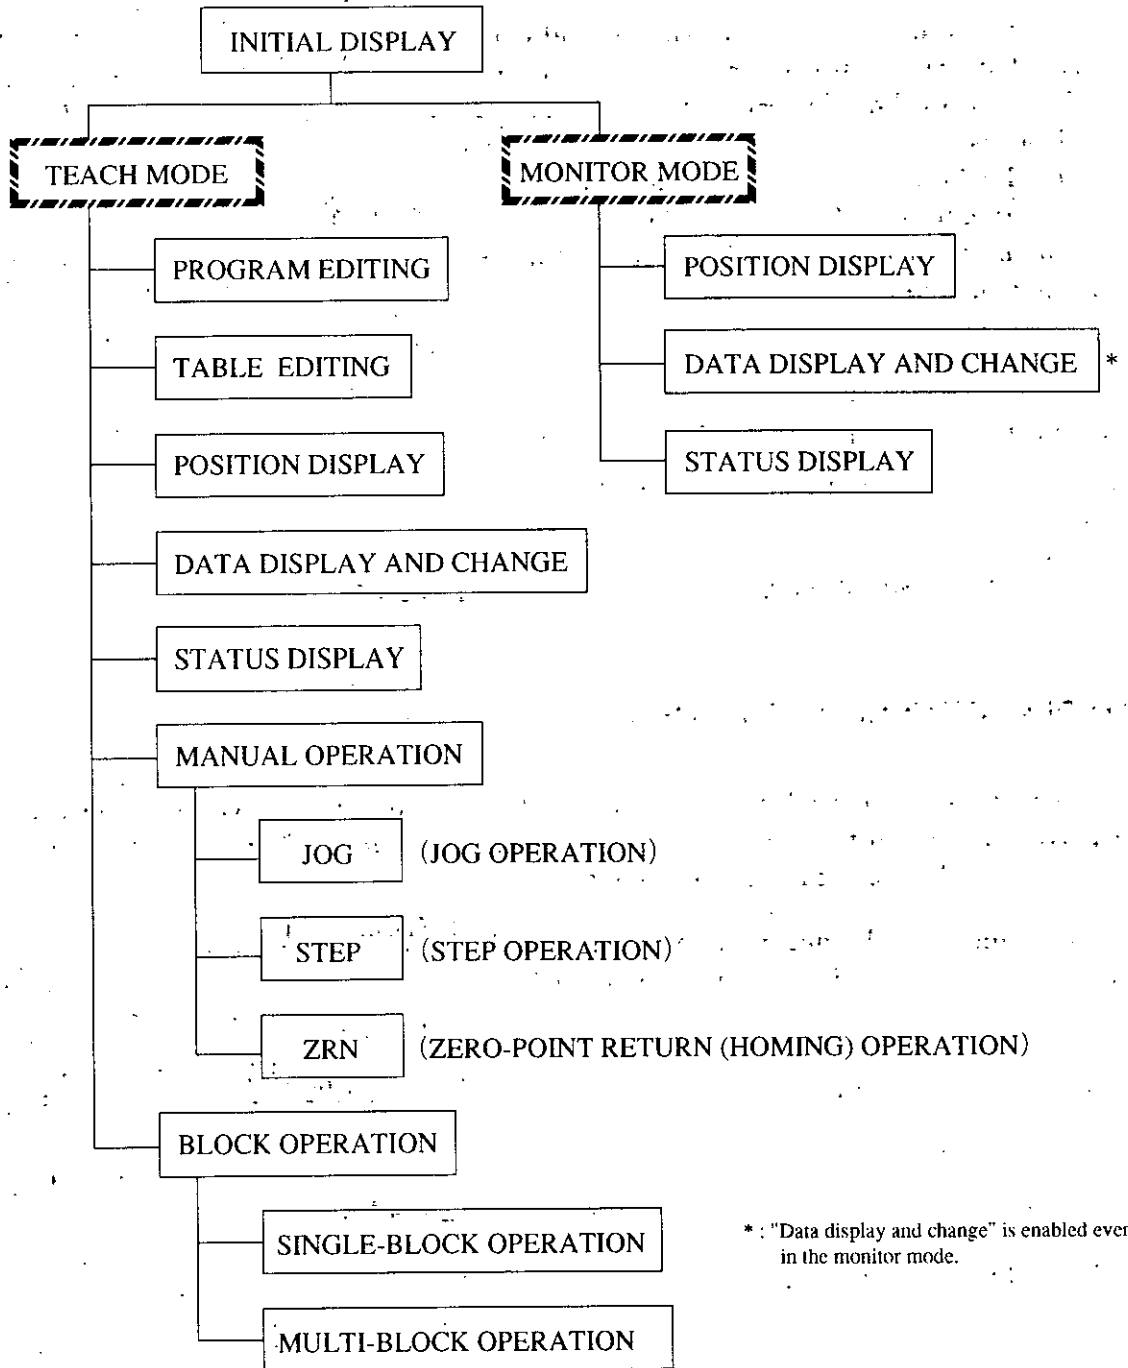 INITIAL DISPLAY
TEACH MODE
MONITOR MODE
PROGRAM EDITING
TABLE EDITING
POSITION DISPLAY
DATA DISPLAY AND CHANGE
STATUS DISPLAY
MANUAL OPERATION
JOG (JOG OPERATION)
STEP (STEP OPERATION)
ZRN (ZERO-POINT RETURN (HOMING) OPERATION)
BLOCK OPERATION
SINGLE-BLOCK OPERATION
MULTI-BLOCK OPERATION
POSITION DISPLAY
DATA DISPLAY AND CHANGE *
STATUS DISPLAY
* : "Data display and change" is enabled even
in the monitor mode.